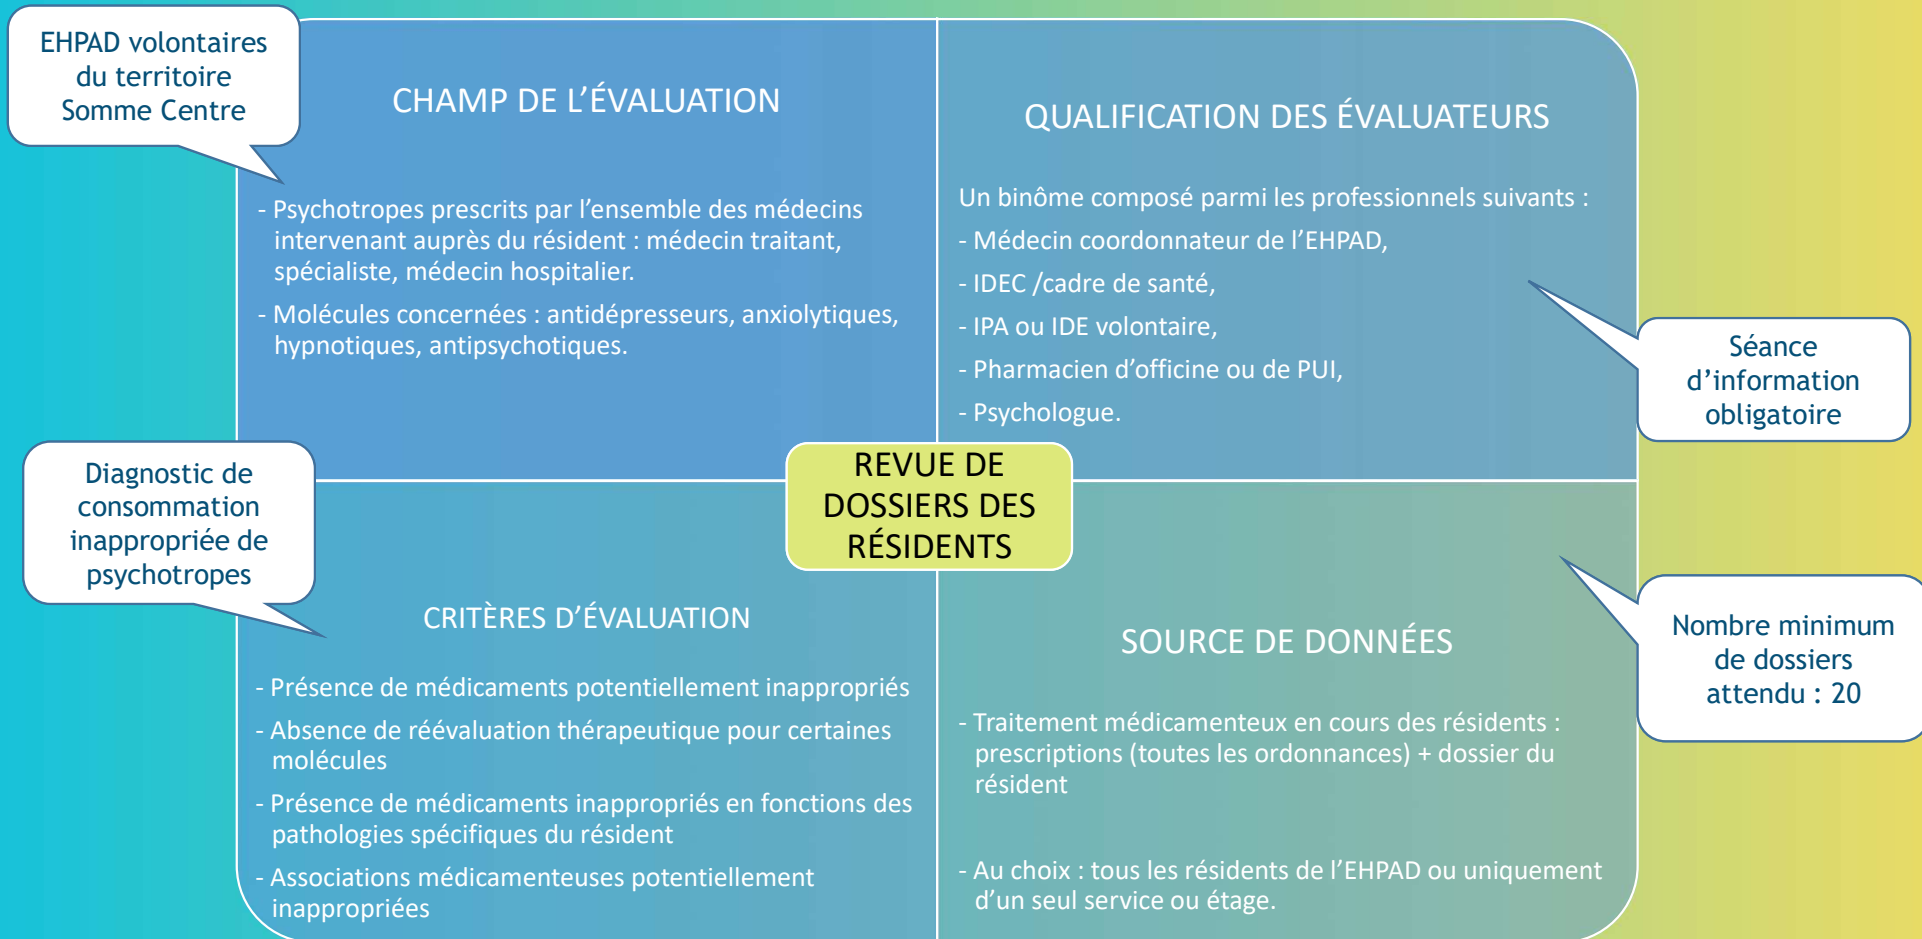 EHPAD volontaires
du territoire
Somme Centre
CHAMP DE L'ÉVALUATION
- Psychotropes prescrits par l'ensemble des médecins
intervenant auprès du résident : médecin traitant,
spécialiste, médecin hospitalier.
- Molécules concernées : antidépresseurs, anxiolytiques,
hypnotiques, antipsychotiques.
QUALIFICATION DES ÉVALUATEURS
Un binôme composé parmi les professionnels suivants :
- Médecin coordonnateur de l'EHPAD,
- IDEC /cadre de santé,
- IPA ou IDE volontaire,
- Pharmacien d'officine ou de PUI,
- Psychologue.
Séance
d'information
obligatoire
REVUE DE
DOSSIERS DES
RÉSIDENTS
Diagnostic de
consommation
inappropriée de
psychotropes
CRITÈRES D'ÉVALUATION
- Présence de médicaments potentiellement inappropriés
- Absence de réévaluation thérapeutique pour certaines
molécules
- Présence de médicaments inappropriés en fonctions des
pathologies spécifiques du résident
- Associations médicamenteuses potentiellement
inappropriées
SOURCE DE DONNÉES
- Traitement médicamenteux en cours des résidents :
prescriptions (toutes les ordonnances) + dossier du
résident
- Au choix : tous les résidents de l'EHPAD ou uniquement
d'un seul service ou étage.
Nombre minimum
de dossiers
attendu : 20